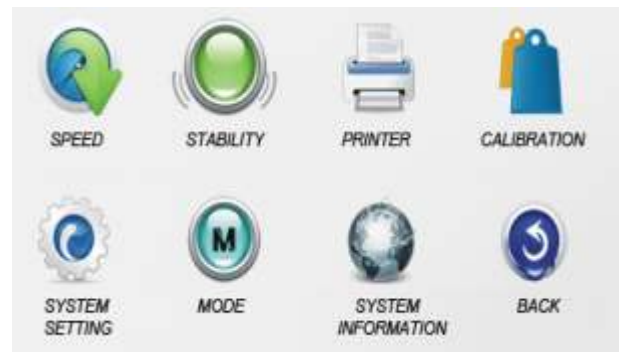 SPEED
STABILITY
PRINTER
CALIBRATION
SYSTEM
SETTING
M
MODE
SYSTEM
INFORMATION
BACK